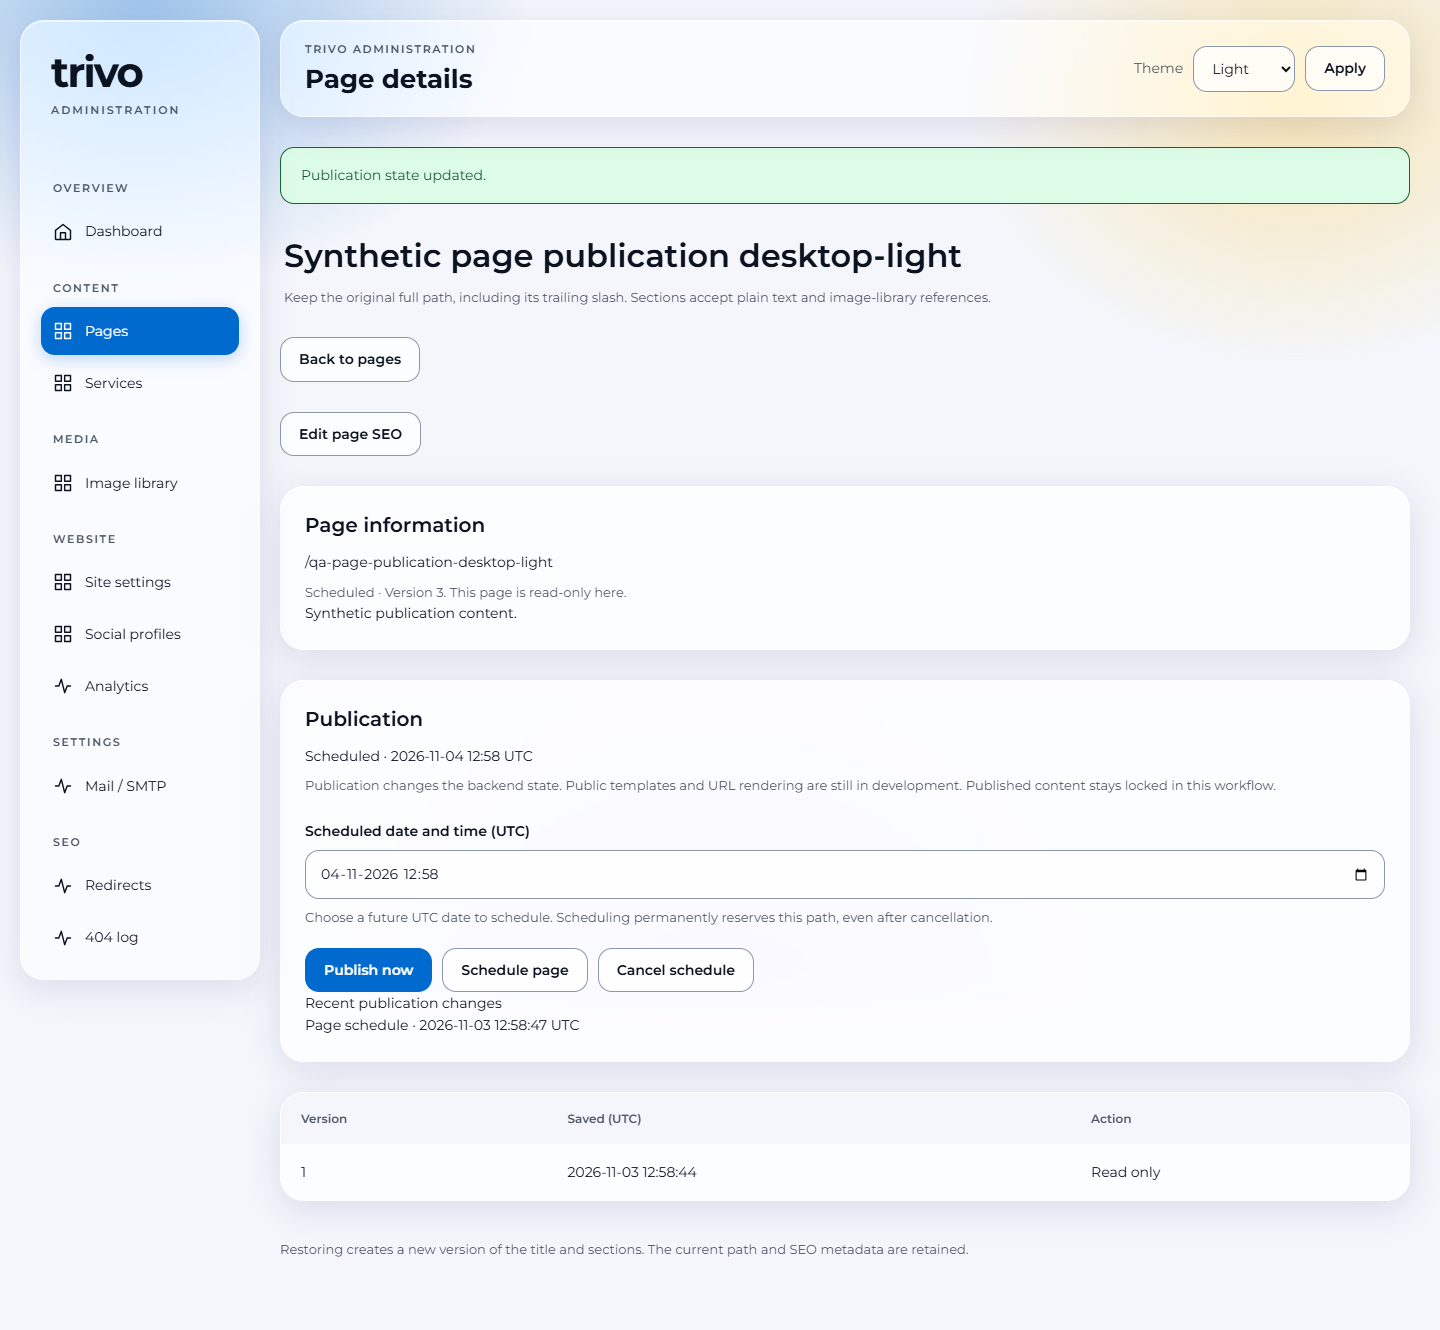 trivo
ADMINISTRATION
OVERVIEW
Dashboard
CONTENT
Pages
Services
MEDIA
Image library
WEBSITE
Site settings
Social profiles
Analytics
SETTINGS
Mail / SMTP
SEO
Redirects
404 log
TRIVO ADMINISTRATION
Page details
Theme Light Apply
Publication state updated.
Synthetic page publication desktop-light
Keep the original full path, including its trailing slash. Sections accept plain text and image-library references.
Back to pages
Edit page SEO
Page information
/qa-page-publication-desktop-light
Scheduled · Version 3. This page is read-only here.
Synthetic publication content.
Publication
Scheduled · 2026-11-04 12:58 UTC
Publication changes the backend state. Public templates and URL rendering are still in development. Published content stays locked in this workflow.
Scheduled date and time (UTC)
04-11-2026 12:58
Choose a future UTC date to schedule. Scheduling permanently reserves this path, even after cancellation.
Publish now Schedule page Cancel schedule
Recent publication changes
Page schedule · 2026-11-03 12:58:47 UTC
Version Saved (UTC) Action
1 2026-11-03 12:58:44 Read only
Restoring creates a new version of the title and sections. The current path and SEO metadata are retained.